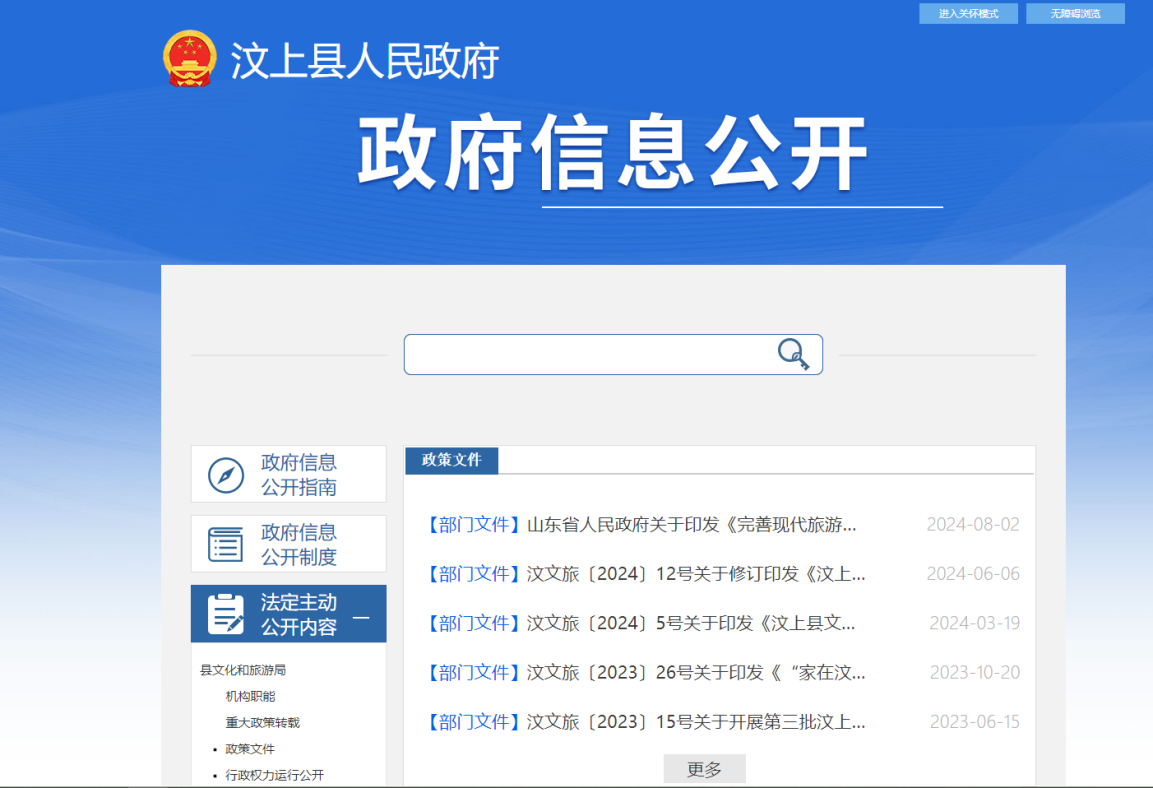 进入关怀模式 无障碍浏览
汶上县人民政府
政府信息公开
政府信息
公开指南
政府信息
公开制度
法定主动
公开内容
县文化和旅游局
机构职能
重大政策转载
政策文件
行政权力运行公开
政策文件
【部门文件】山东省人民政府关于印发《完善现代旅游... 2024-08-02
【部门文件】汶文旅〔2024〕12号关于修订印发《汶上... 2024-06-06
【部门文件】汶文旅〔2024〕5号关于印发《汶上县文... 2024-03-19
【部门文件】汶文旅〔2023〕26号关于印发《“家在汶... 2023-10-20
【部门文件】汶文旅〔2023〕15号关于开展第三批汶上... 2023-06-15
更多